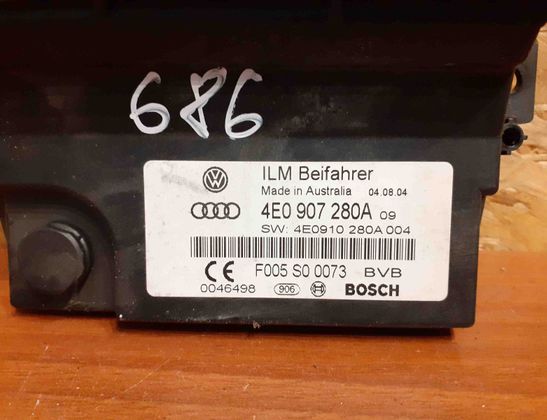 686
ILM Beifahrer
Made in Australia 04.08.04
4E0 907 280A 09
SW: 4E0910 280A 004
CE F005 S0 0073 BVB
0046498 906 BOSCH